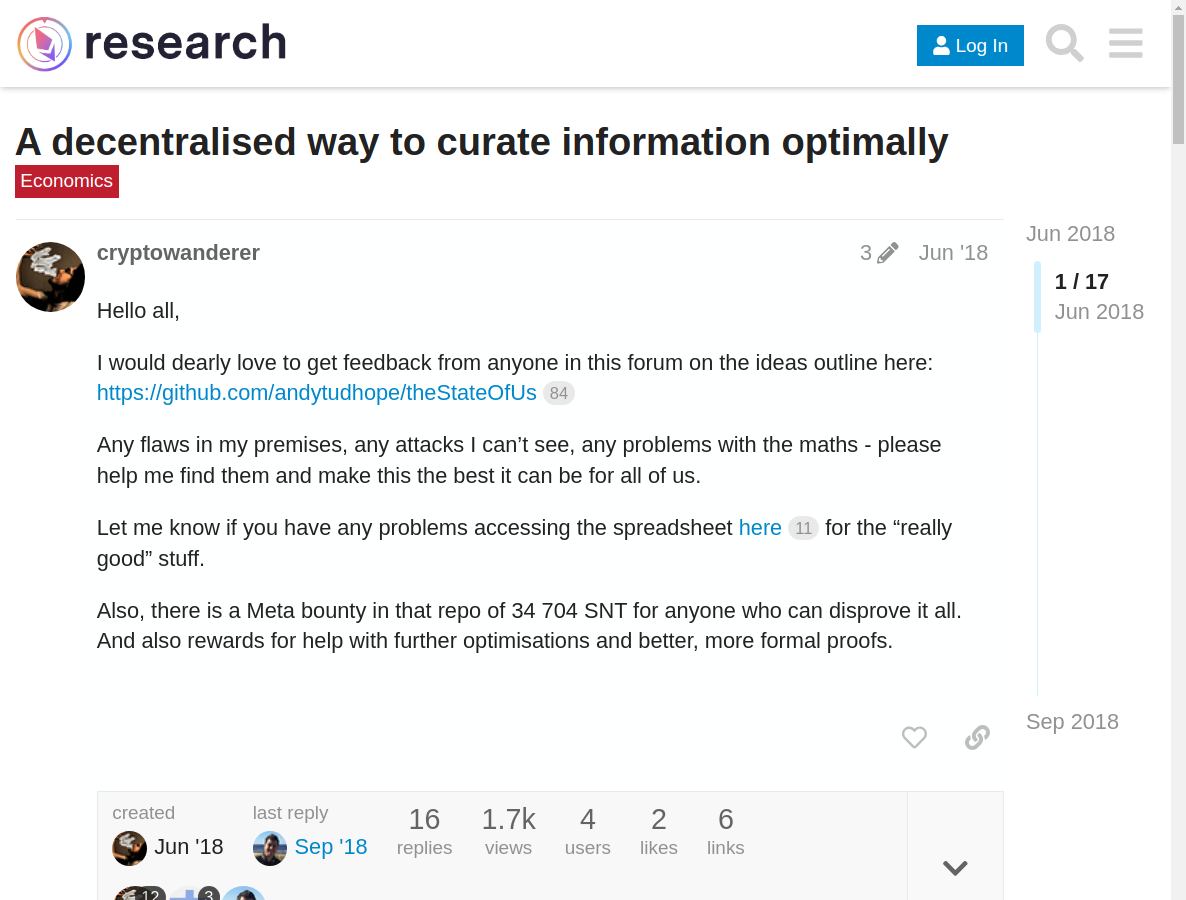 research
Log In
A decentralised way to curate information optimally
Economics
cryptowanderer
3
Jun '18
Jun 2018
1 / 17
Jun 2018
Hello all,
I would dearly love to get feedback from anyone in this forum on the ideas outline here:
https://github.com/andytudhope/theStateOfUs 84
Any flaws in my premises, any attacks I can’t see, any problems with the maths - please
help me find them and make this the best it can be for all of us.
Let me know if you have any problems accessing the spreadsheet here 11 for the “really
good” stuff.
Also, there is a Meta bounty in that repo of 34 704 SNT for anyone who can disprove it all.
And also rewards for help with further optimisations and better, more formal proofs.
Sep 2018
created
Jun '18
last reply
Sep '18
16
replies
1.7k
views
4
users
2
likes
6
links
12
3